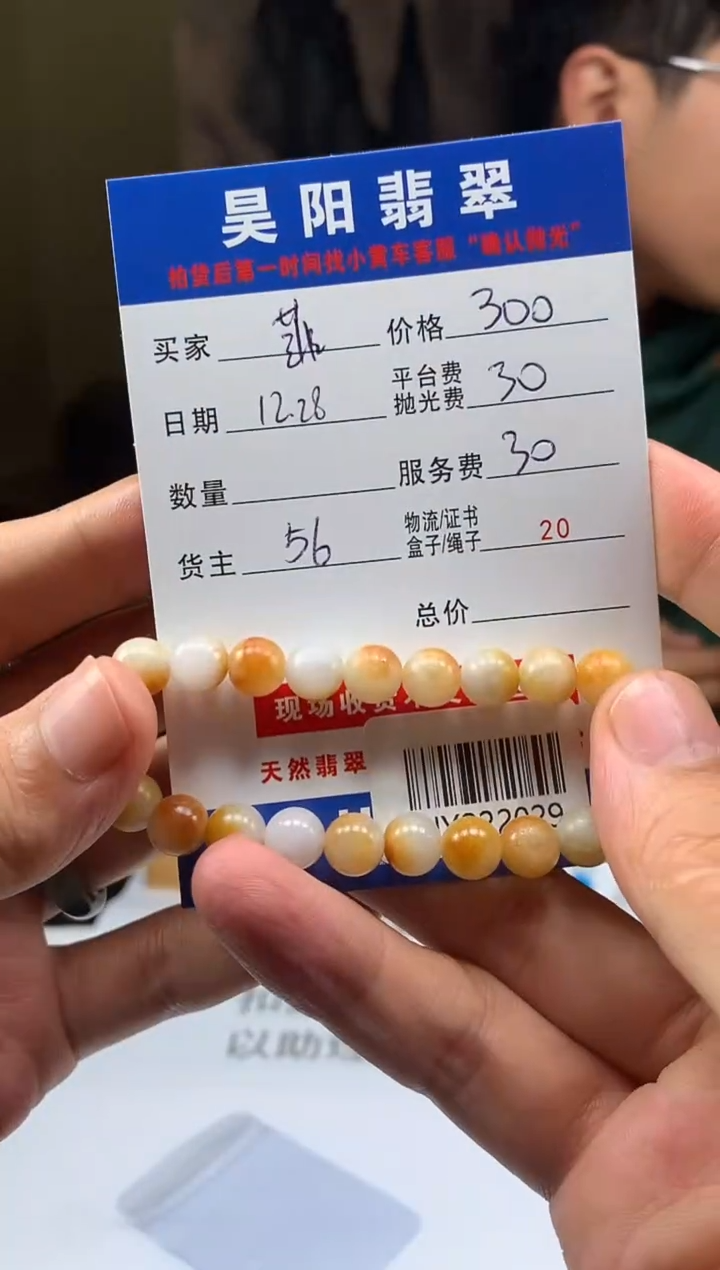 昊阳翡翠
拍货后第一时间找小黄车客服“确认抛光”
买家 价格 300
日期 12.28 平台费 抛光费 30
数量 服务费 30
货主 56 物流/证书 盒子/绳子 20
总价
现场收货
天然翡翠
以助